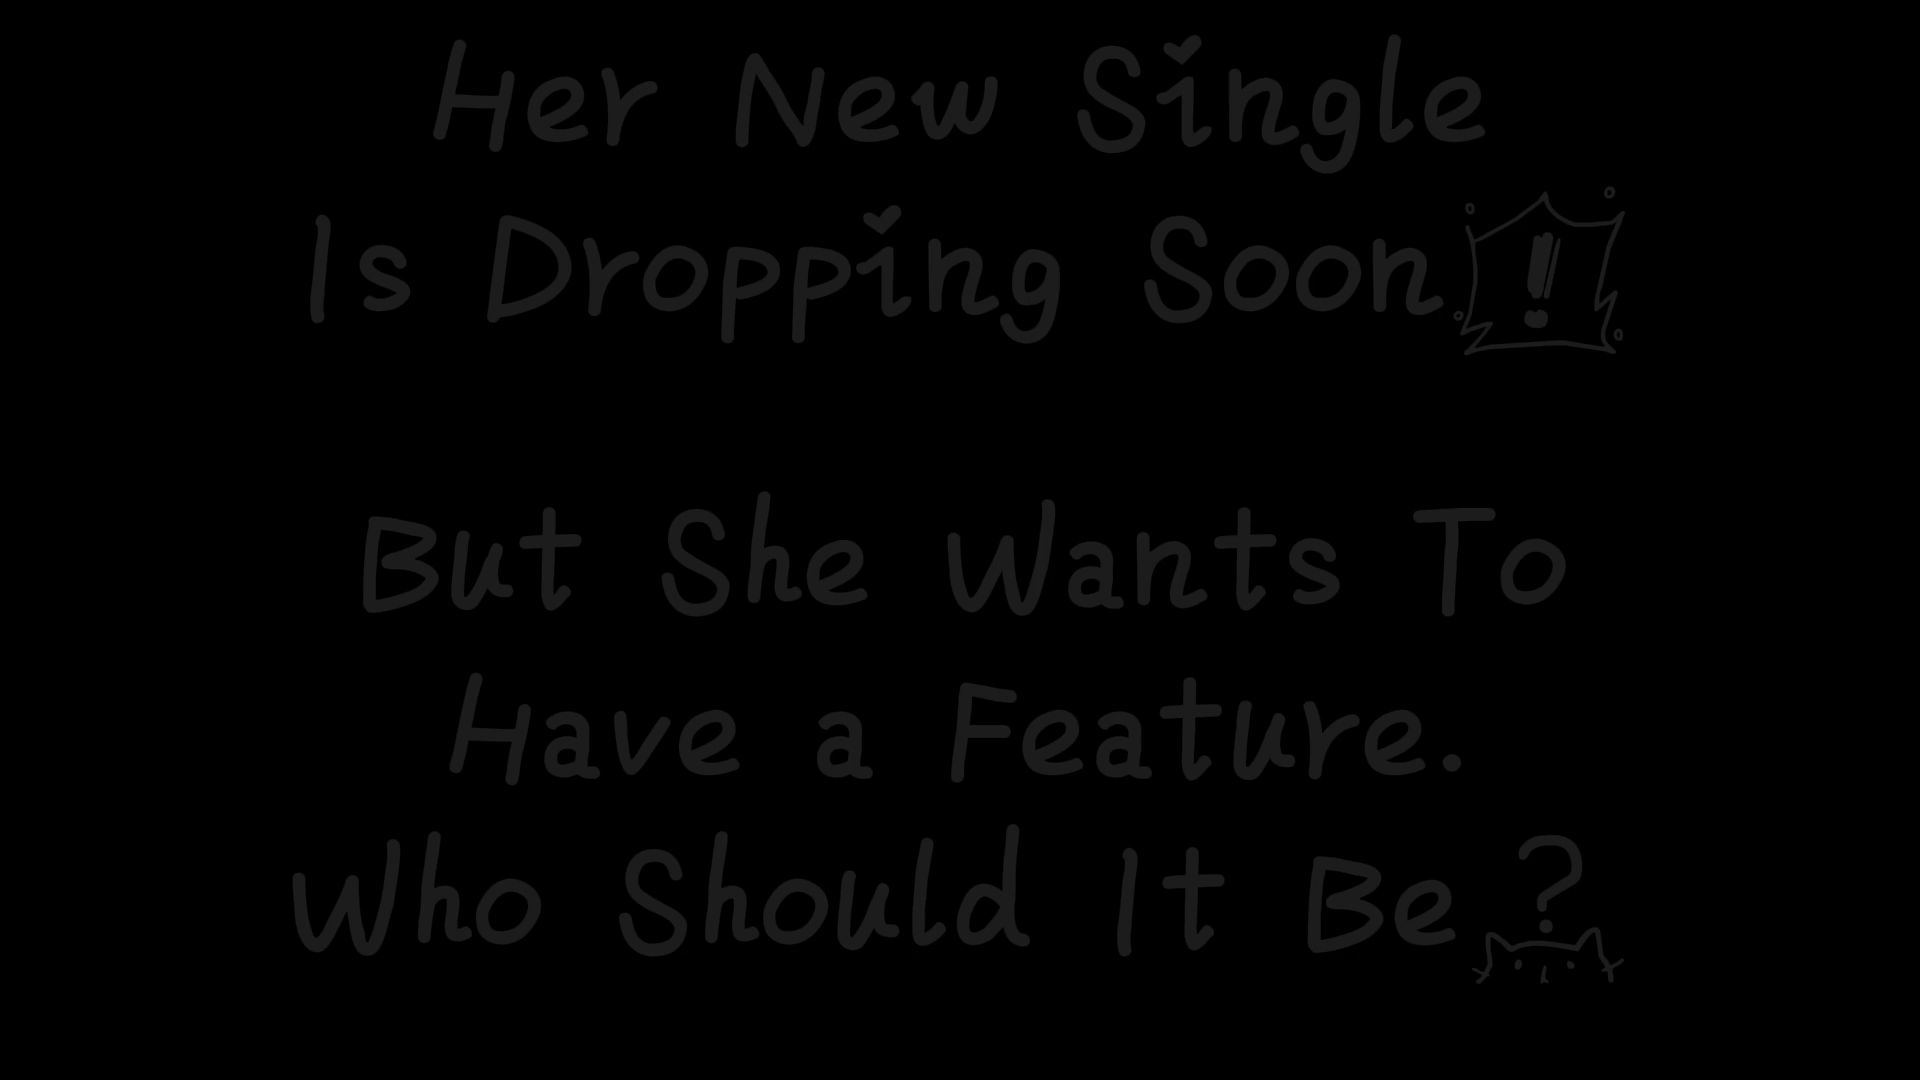 Her New Single
Is Dropping Soon!
But She Wants To
Have a Feature.
Who Should It Be?